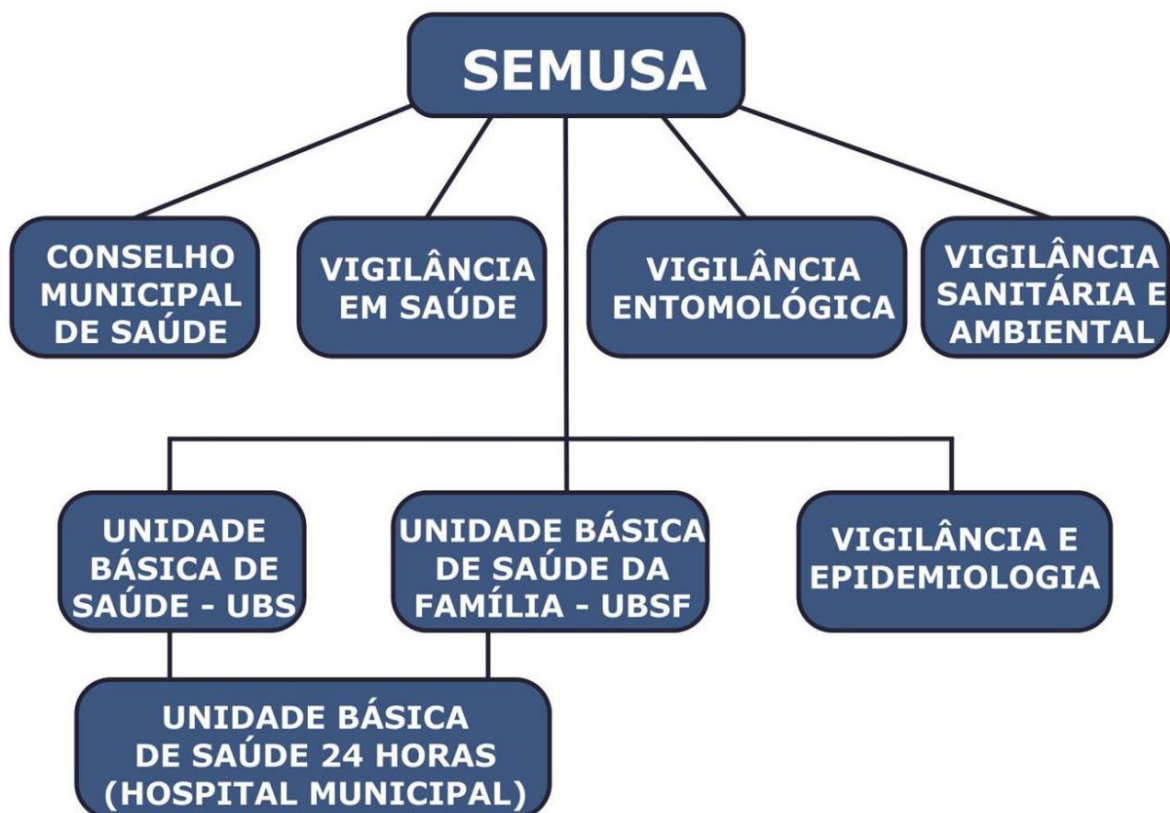 SEMUSA
CONSELHO
MUNICIPAL
DE SAÚDE
VIGILÂNCIA
EM SAÚDE
VIGILÂNCIA
ENTOMOLÓGICA
VIGILÂNCIA
SANITÁRIA E
AMBIENTAL
UNIDADE
BÁSICA DE
SAÚDE - UBS
UNIDADE BÁSICA
DE SAÚDE DA
FAMÍLIA - UBSF
VIGILÂNCIA E
EPIDEMIOLOGIA
UNIDADE BÁSICA
DE SAÚDE 24 HORAS
(HOSPITAL MUNICIPAL)